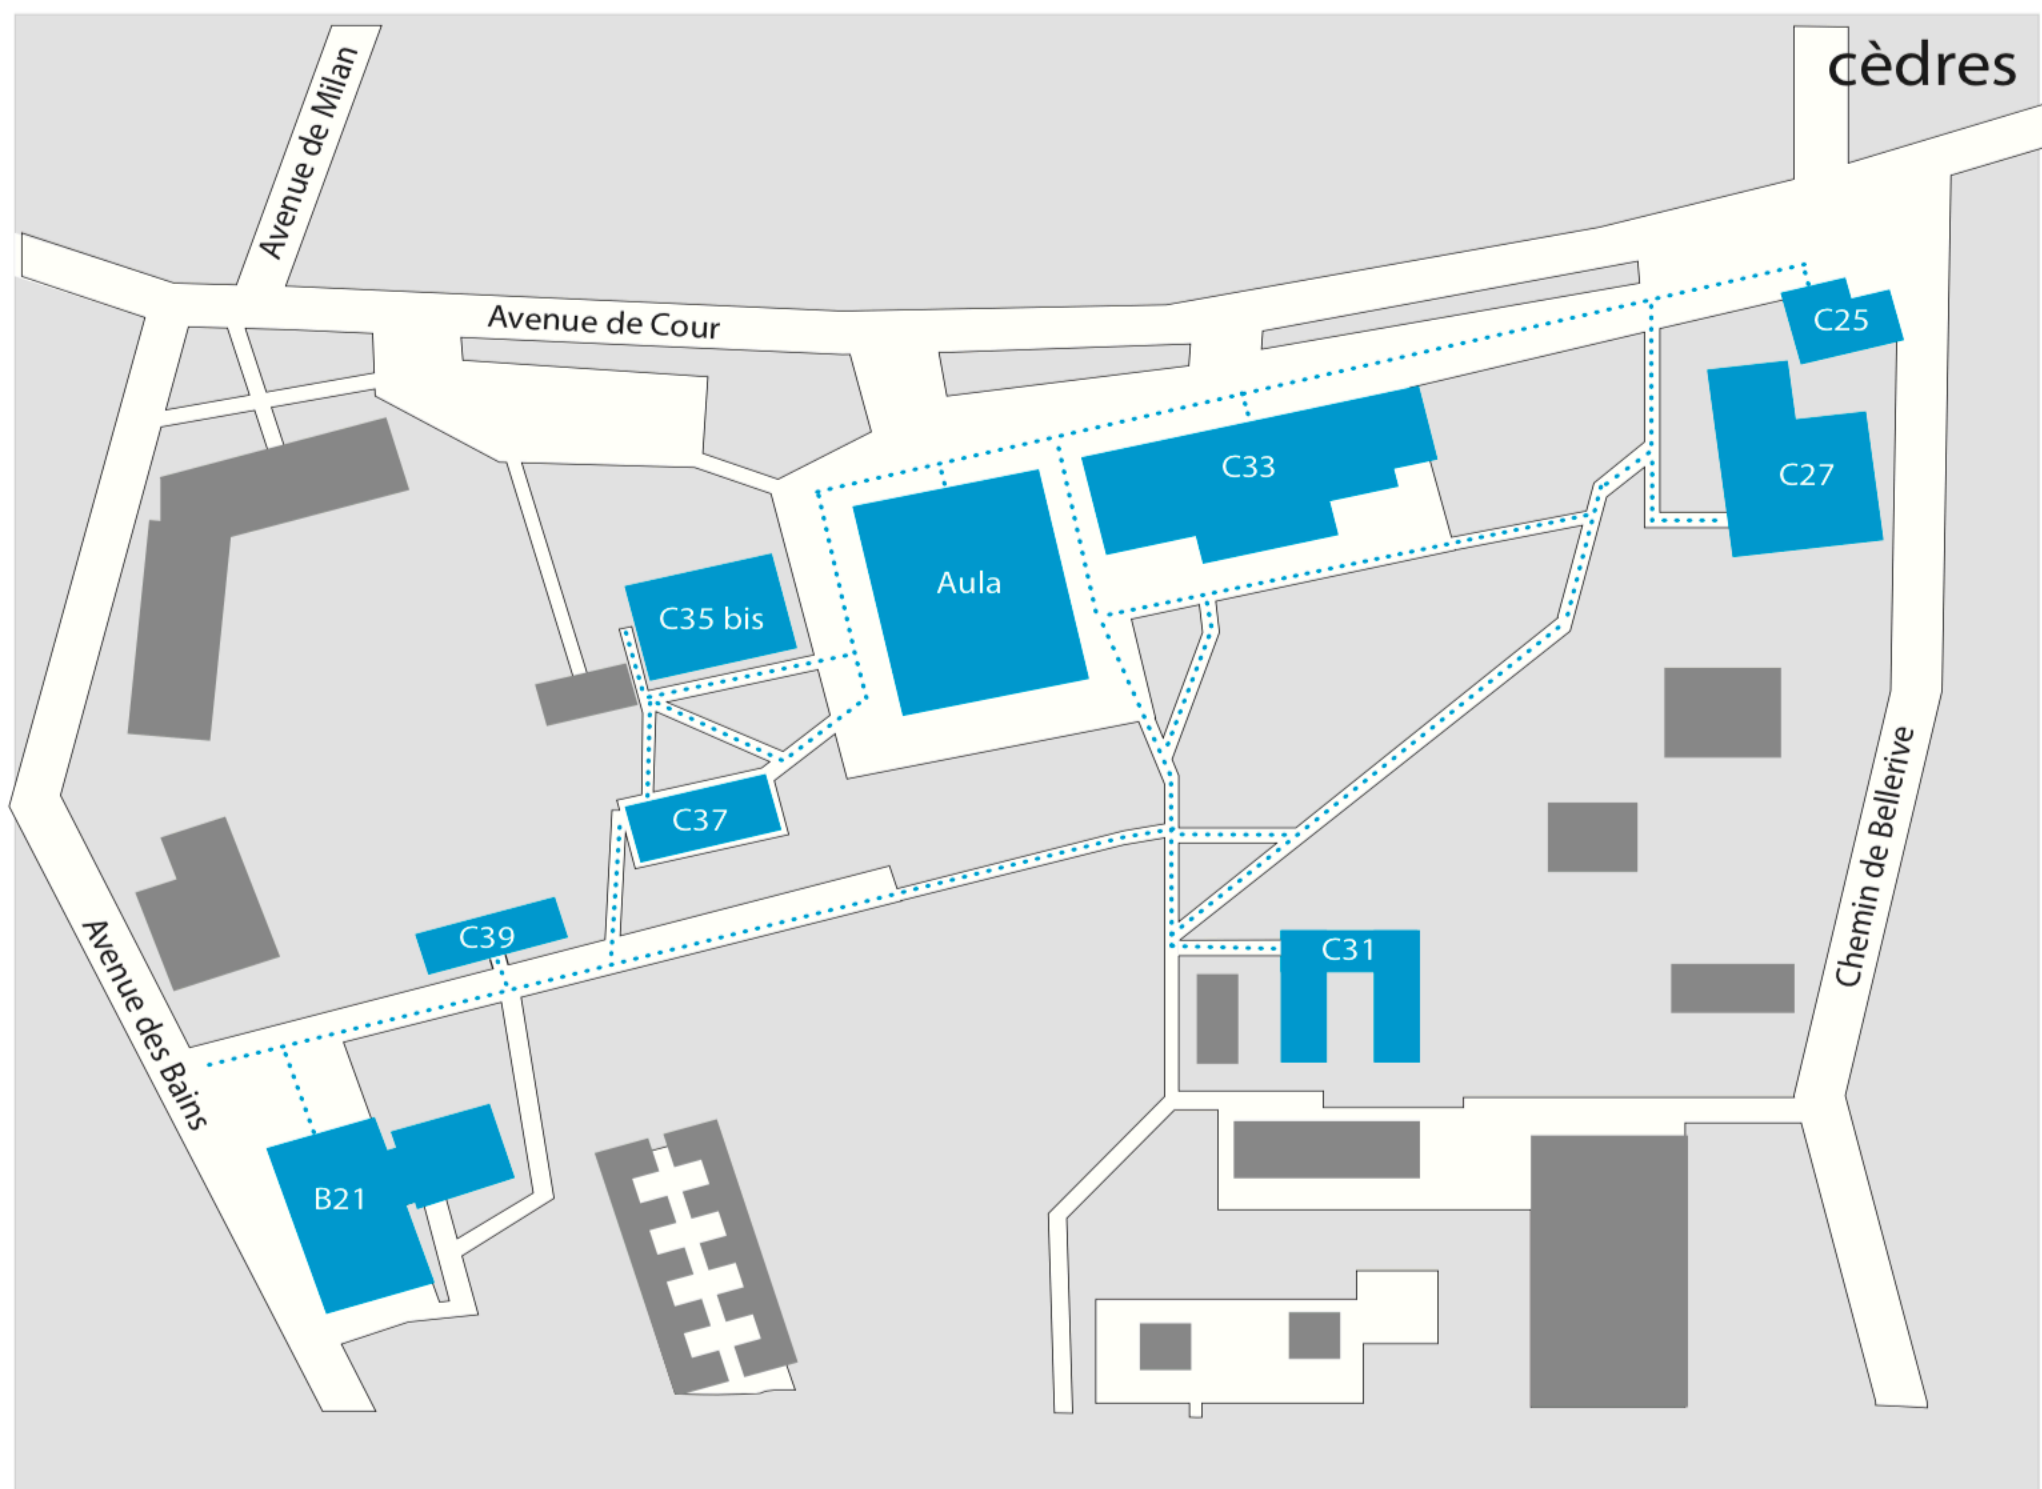 cèdres
Avenue de Milan
Avenue de Cour
C25
C33
C27
Aula
C35 bis
C37
C39
C31
Chemin de Bellerive
Avenue des Bains
B21